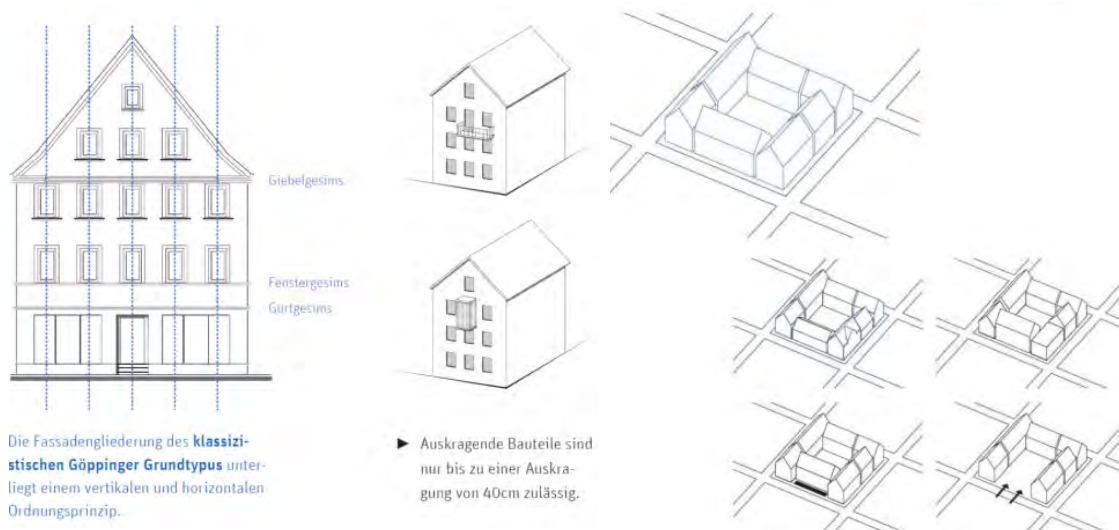 Giebelgesims
Fenstergesims
Gurtgesims
Die Fassadengliederung des klassizi-
stischen Göppinger Grundtypus unter-
liegt einem vertikalen und horizontalen
Ordnungsprinzip.
► Auskragende Bauteile sind
nur bis zu einer Auskra-
gung von 40cm zulässig.